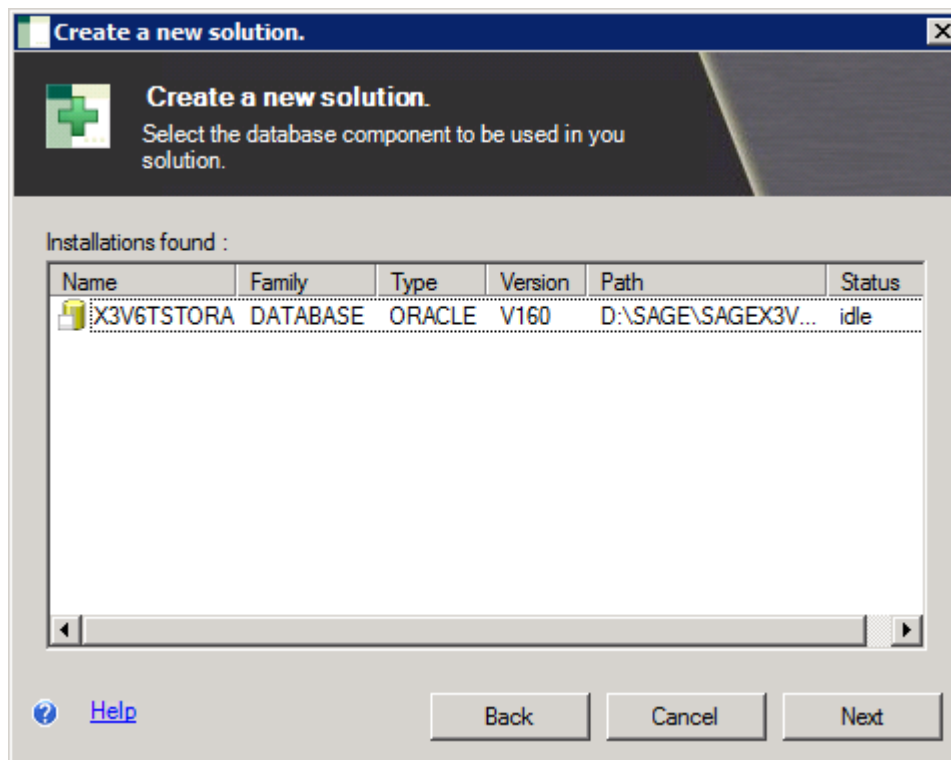 Create a new solution.
Create a new solution.
Select the database component to be used in you
solution.
Installations found :
Name Family Type Version Path Status
X3V6TSTORA DATABASE ORACLE V160 D:\SAGE\SAGEX3V... idle
Help Back Cancel Next